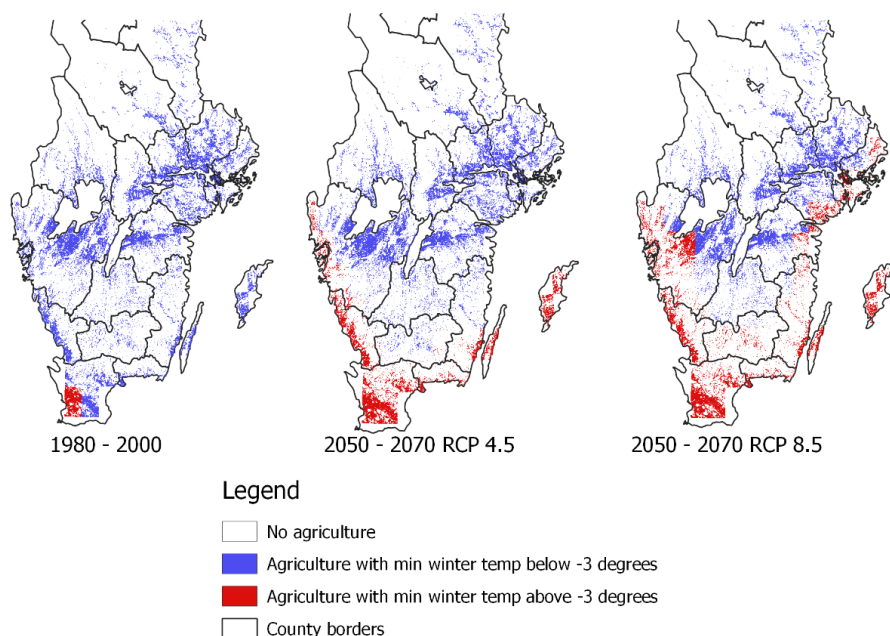 1980 - 2000
2050 - 2070 RCP 4.5
2050 - 2070 RCP 8.5
Legend
No agriculture
Agriculture with min winter temp below -3 degrees
Agriculture with min winter temp above -3 degrees
County borders